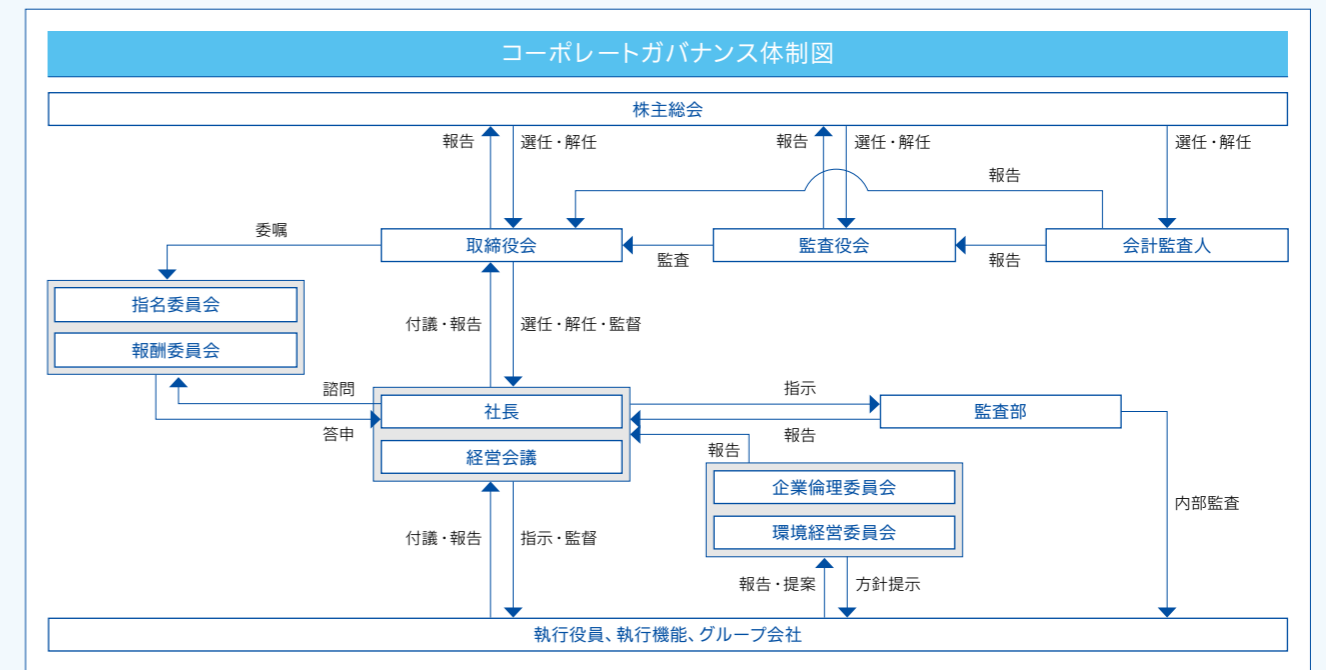 コーポレートガバナンス体制図
株主総会
報告
選任・解任
報告
選任・解任
選任・解任
報告
委嘱
取締役会
監査
監査役会
報告
会計監査人
指名委員会
報酬委員会
付議・報告
選任・解任・監督
諮問
答申
社長
経営会議
指示
報告
監査部
報告
企業倫理委員会
環境経営委員会
内部監査
付議・報告
指示・監督
報告・提案
方針提示
執行役員、執行機能、グループ会社